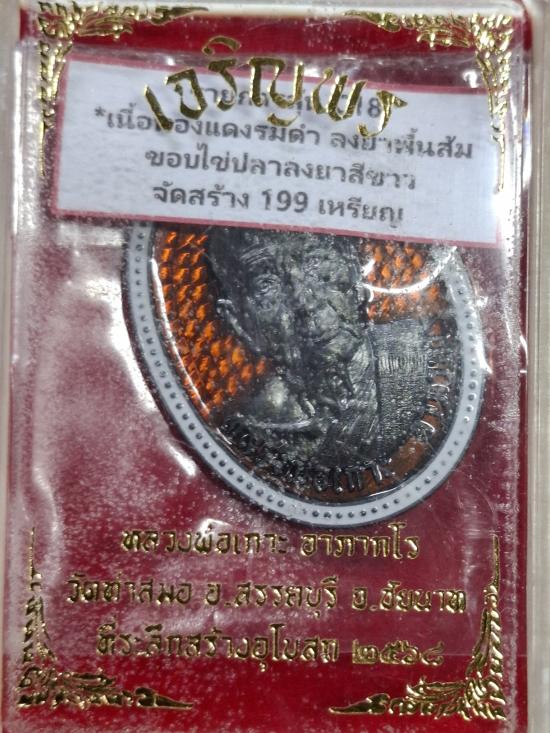 เจริญพร
*เนื้อทองแดงรมดำ ลงยาพื้นส้ม
ขอบไข่ปลาลงยาสีขาว
จัดสร้าง 199 เหรียญ
หลวงพ่อเกาะ อาภากโร
วัดท่าสมอ อ.สรรคบุรี จ.ชัยนาท
ที่ระลึกสร้างอุโบสถ ๒๕๖๘